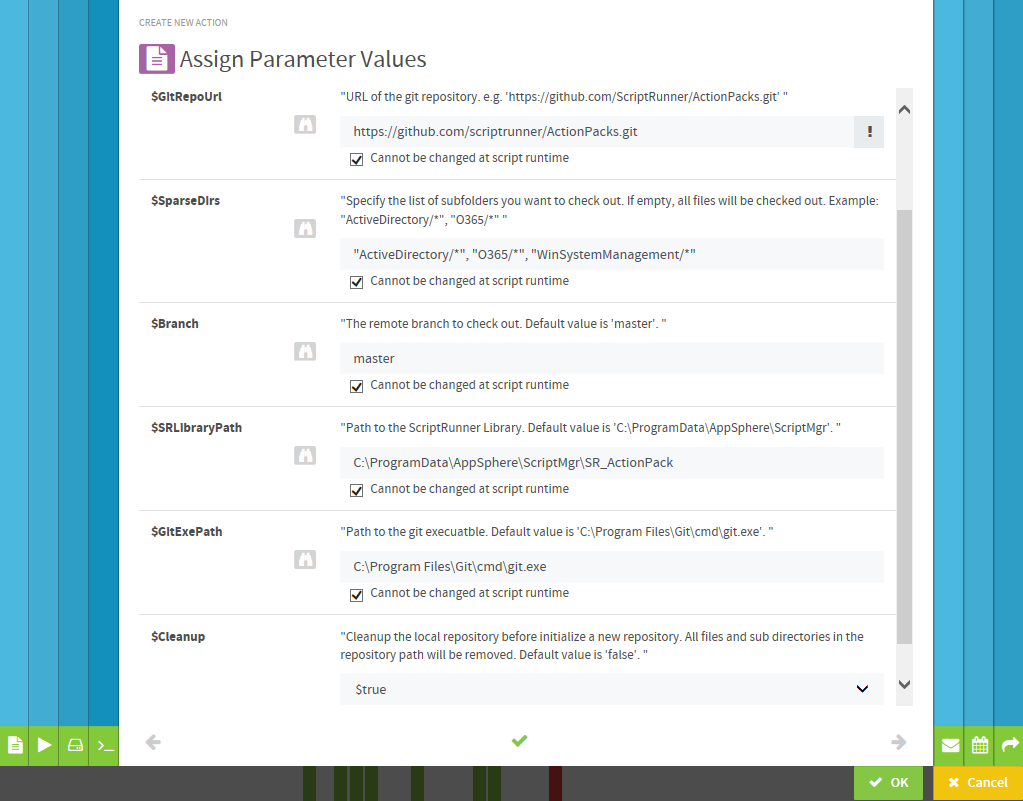 CREATE NEW ACTION
Assign Parameter Values
$GitRepoUrl
"URL of the git repository. e.g. 'https://github.com/ScriptRunner/ActionPacks.git' "
https://github.com/scriptrunner/ActionPacks.git
!
Cannot be changed at script runtime
$SparseDirs
"Specify the list of subfolders you want to check out. If empty, all files will be checked out. Example:
"ActiveDirectory/*", "O365/*" "
"ActiveDirectory/*", "O365/*", "WinSystemManagement/*"
Cannot be changed at script runtime
$Branch
"The remote branch to check out. Default value is 'master'. "
master
Cannot be changed at script runtime
$SRLibraryPath
"Path to the ScriptRunner Library. Default value is 'C:\ProgramData\AppSphere\ScriptMgr'. "
C:\ProgramData\AppSphere\ScriptMgr\SR_ActionPack
Cannot be changed at script runtime
$GitExePath
"Path to the git execuatble. Default value is 'C:\Program Files\Git\cmd\git.exe'. "
C:\Program Files\Git\cmd\git.exe
Cannot be changed at script runtime
$Cleanup
"Cleanup the local repository before initialize a new repository. All files and sub directories in the
repository path will be removed. Default value is 'false'. "
$true
OK
Cancel